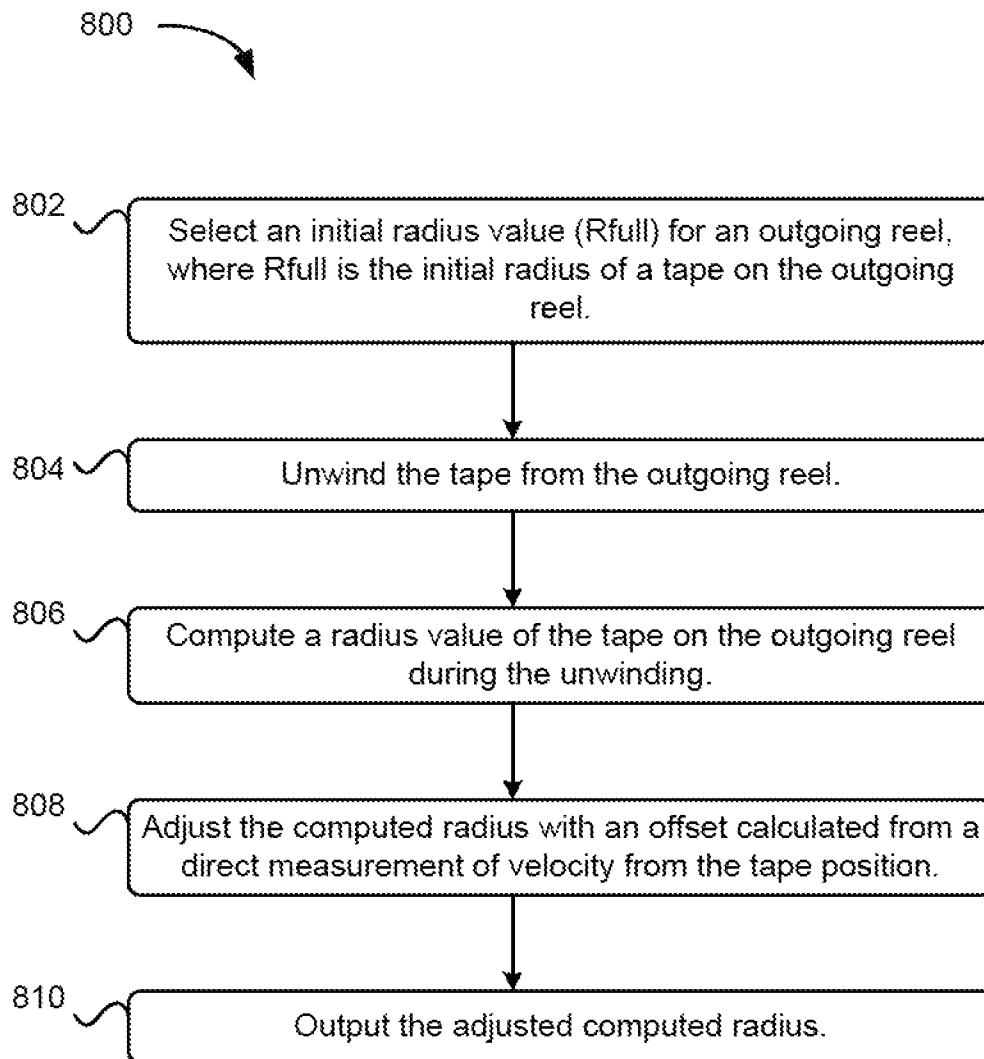 800
802
Select an initial radius value (Rfull) for an outgoing reel,
where Rfull is the initial radius of a tape on the outgoing
reel.
804
Unwind the tape from the outgoing reel.
806
Compute a radius value of the tape on the outgoing reel
during the unwinding.
808
Adjust the computed radius with an offset calculated from a
direct measurement of velocity from the tape position.
810
Output the adjusted computed radius.